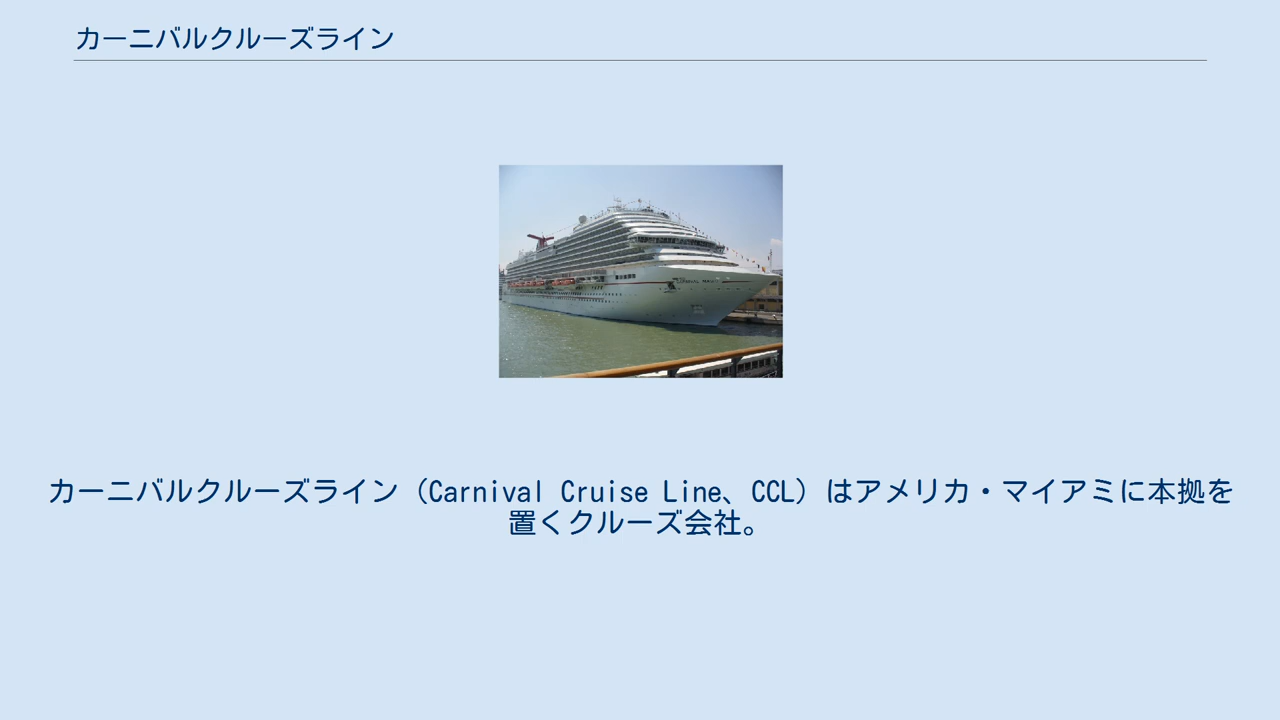 カーニバルクルーズライン
カーニバルクルーズライン（Carnival Cruise Line、CCL）はアメリカ・マイアミに本拠を
置くクルーズ会社。